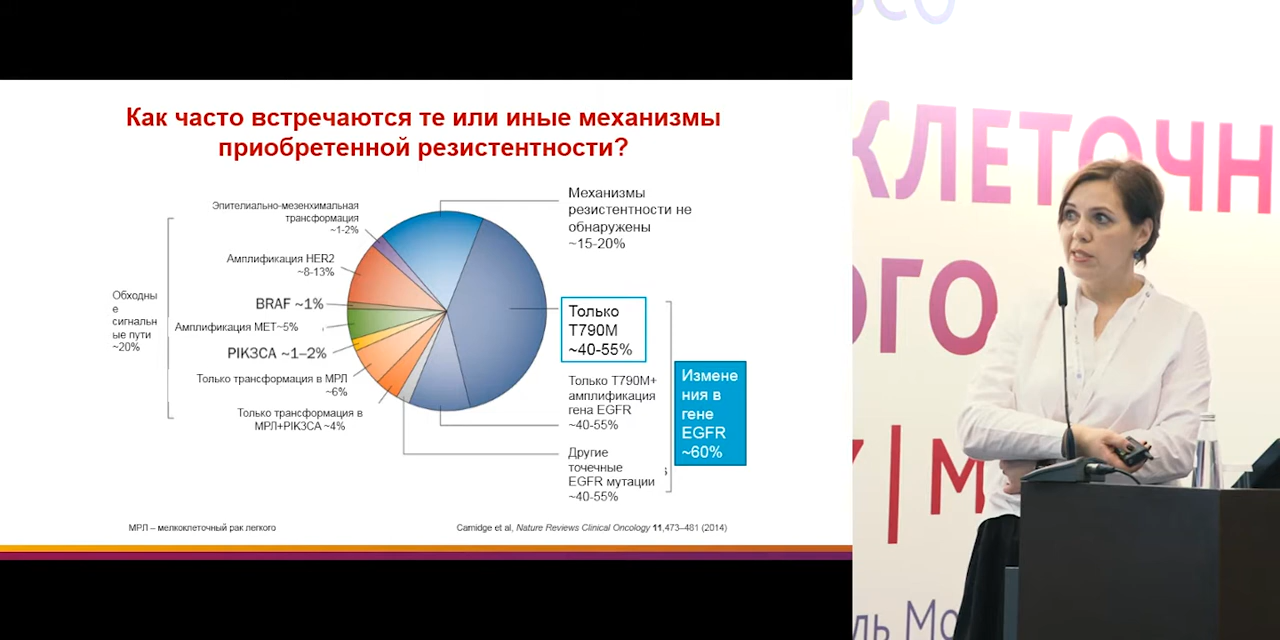 Как часто встречаются те или иные механизмы
приобретенной резистентности?
Эпителиально-мезенхимальная
трансформация
~1-2%
Амплификация HER2
~8-13%
BRAF ~1%
Амплификация МЕТ~5%
PIK3CA ~1–2%
Только трансформация в МРЛ
~6%
Только трансформация в
МРЛ+PIK3CA ~4%
Обходны
е
сигнальн
ые пути
~20%
Механизмы
резистентности не
обнаружены
~15-20%
Только
T790M
~40-55%
Только T790M+
амплификация
гена EGFR
~40-55%
Другие
точечные
EGFR мутации
~40-55%
s
Измене
ния в
гене
EGFR
~60%
МРЛ – мелкоклеточный рак легкого
Camidge et al, Nature Reviews Clinical Oncology 11,473–481 (2014)
КЛЕТОЧН
ОГО
| М
ль Мо